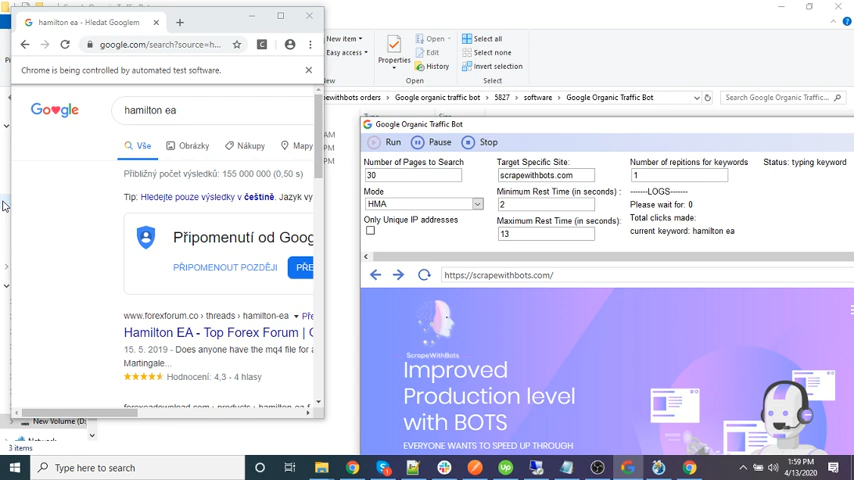 hamilton ea - Hledat Googlem
google.com/search?source=h...
Chrome is being controlled by automated test software.
Google
hamilton ea
Vše
Obrázky
Nákupy
Mapy
Přibližný počet výsledků: 155 000 000 (0,50 s)
Tip: Hledejte pouze výsledky v češtině. Jazyk v
Připomenutí od Goog
PŘIPOMENOUT POZDĚJI
PŘE
www.forexforum.co › threads › hamilton-ea
Hamilton EA - Top Forex Forum |
15. 5. 2019 - Does anyone have the mq4 file for
Martingale...
Hodnocení: 4,3 - 4 hlasy
New item
Easy access
Properties
Open
Edit
History
Open
Select all
Select none
Invert selection
Select
ewithbots orders
Google organic traffic bot
5827
software
Google Organic Traffic Bot
Search Google Organic Traffic...
AM
PM
PM
Google Organic Traffic Bot
Run
Pause
Stop
Number of Pages to Search
30
Mode
HMA
Only Unique IP addresses
Target Specific Site:
scrapewithbots.com
Minimum Rest Time (in seconds) :
2
Maximum Rest Time (in seconds):
13
Number of repitions for keywords
1
-------LOGS-------
Please wait for: 0
Total clicks made:
current keyword: hamilton ea
Status: typing keyword
https://scrapewithbots.com/
ScrapeWithBots
Improved
Production level
with BOTS
EVERYONE WANTS TO SPEED UP THROUGH
New Volume (D:
3 items
Type here to search
1:59 PM
4/13/2020